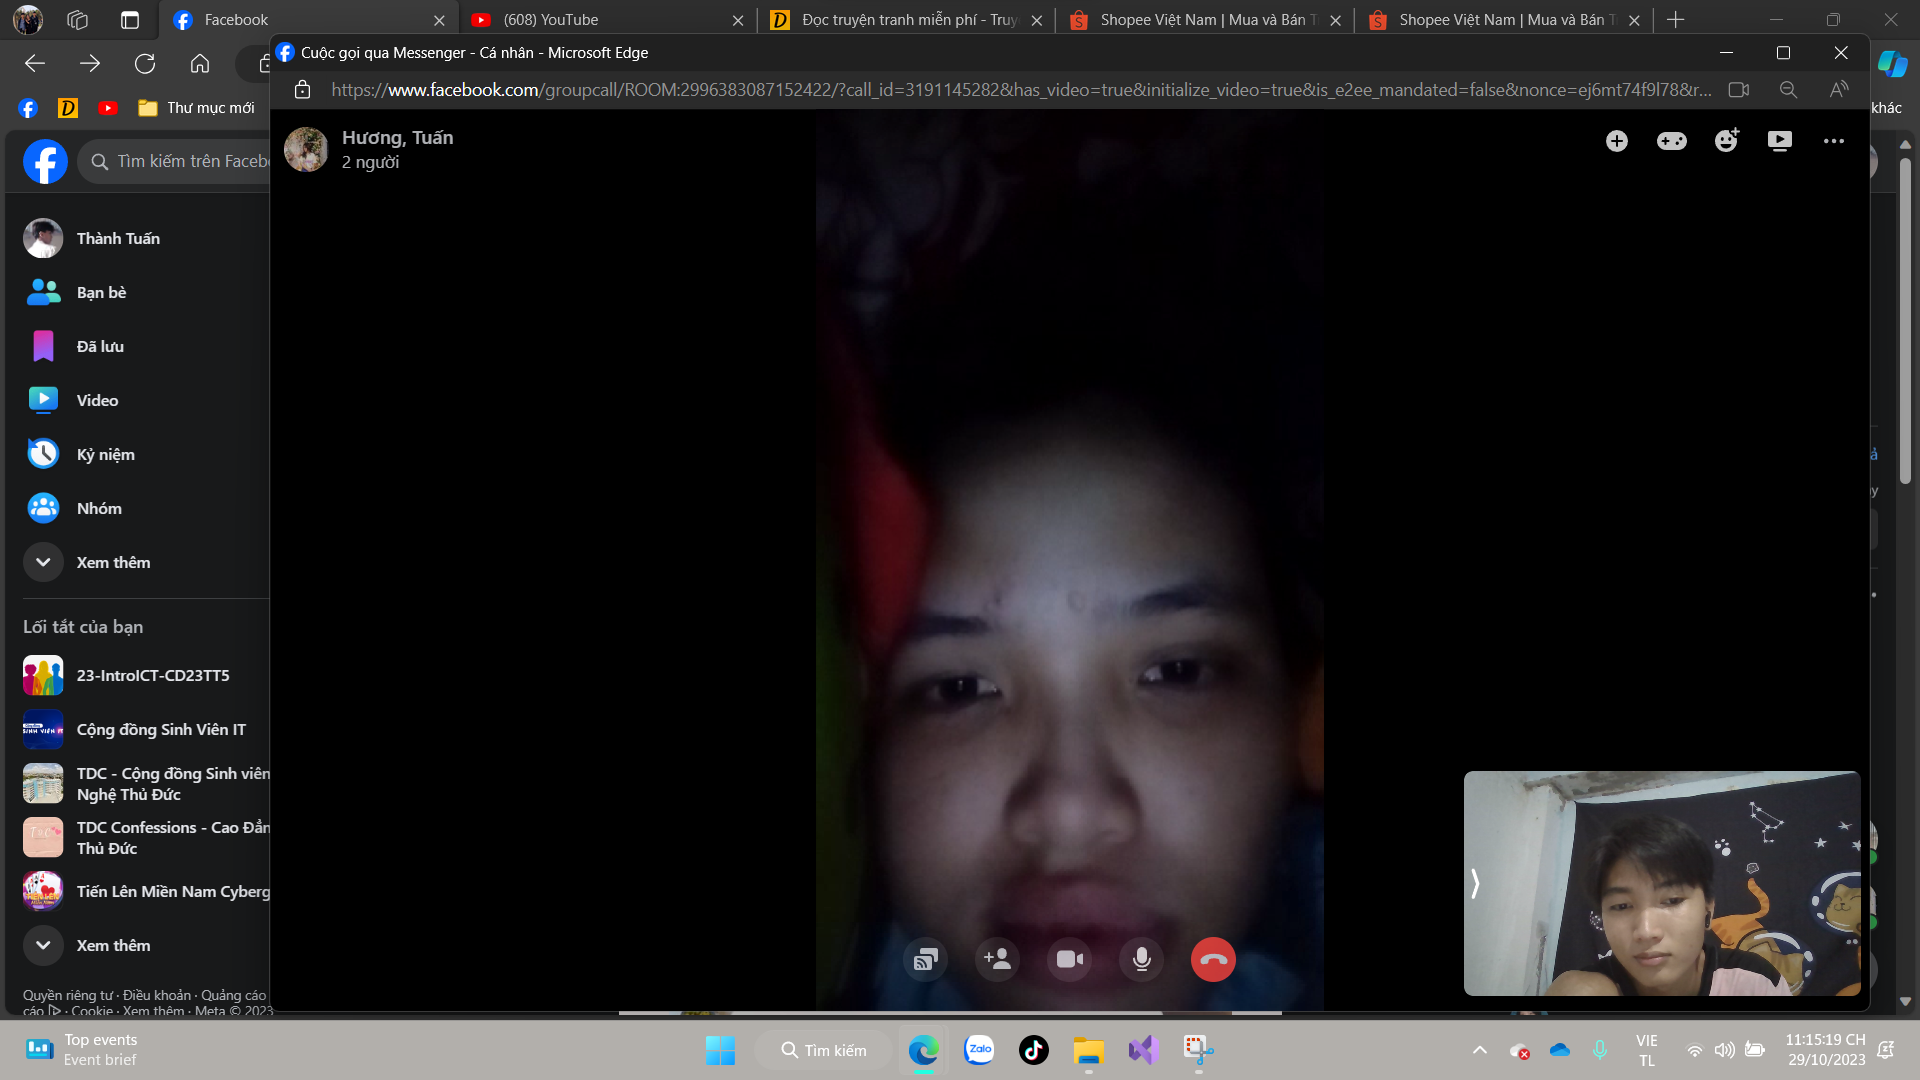 Facebook
(608) YouTube
Đọc truyện tranh miễn phí - Truy
Shopee Việt Nam | Mua và Bán T
Shopee Việt Nam | Mua và Bán T
Cuộc gọi qua Messenger - Cá nhân - Microsoft Edge
https://www.facebook.com/groupcall/ROOM:2996383087152422/?call_id=3191145282&has_video=true&initialize_video=true&is_e2ee_mandated=false&nonce=ej6mt74f9l78&r...
Thư mục mới
khác
Tìm kiếm trên Facebo
Hương, Tuấn
2 người
Thành Tuấn
Bạn bè
Đã lưu
Video
Kỷ niệm
Nhóm
Xem thêm
Lối tắt của bạn
23-IntroICT-CD23TT5
Cộng đồng Sinh Viên IT
TDC - Cộng đồng Sinh viên
Nghệ Thủ Đức
TDC Confessions - Cao Đẳn
Thủ Đức
Tiến Lên Miền Nam Cyberg
Xem thêm
Quyền riêng tư · Điều khoản · Quảng cáo
cáo · Cookie · Xem thêm · Meta © 2023
Top events
Event brief
Tìm kiếm
Zalo
VIE
TL
11:15:19 CH
29/10/2023